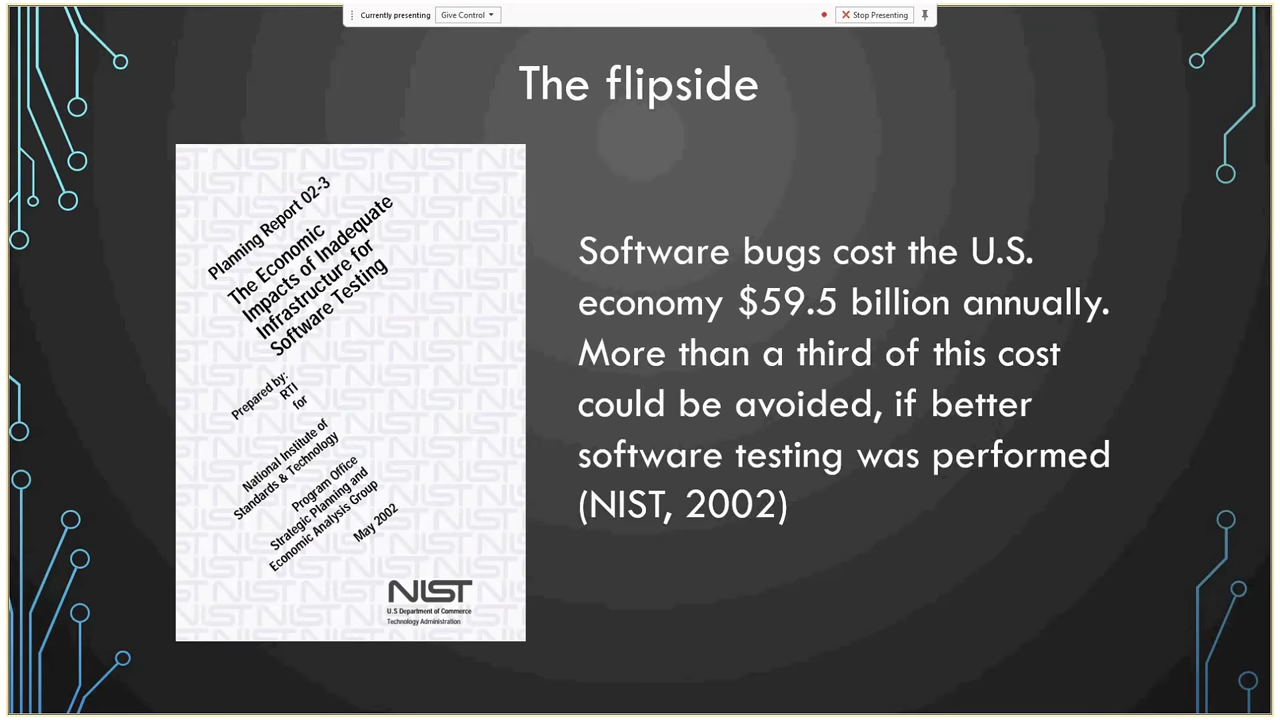 Currently presenting
Give Control
Stop Presenting
The flipside
Planning Report 02-3
The Economic
Impacts of Inadequate
Infrastructure for
Software Testing
Prepared by:
RTI
for
National Institute of
Standards & Technology
Program Office
Strategic Planning and
Economic Analysis Group
May 2002
NIST
U.S Department of Commerce
Technology Administration
Software bugs cost the U.S.
economy $59.5 billion annually.
More than a third of this cost
could be avoided, if better
software testing was performed
(NIST, 2002)